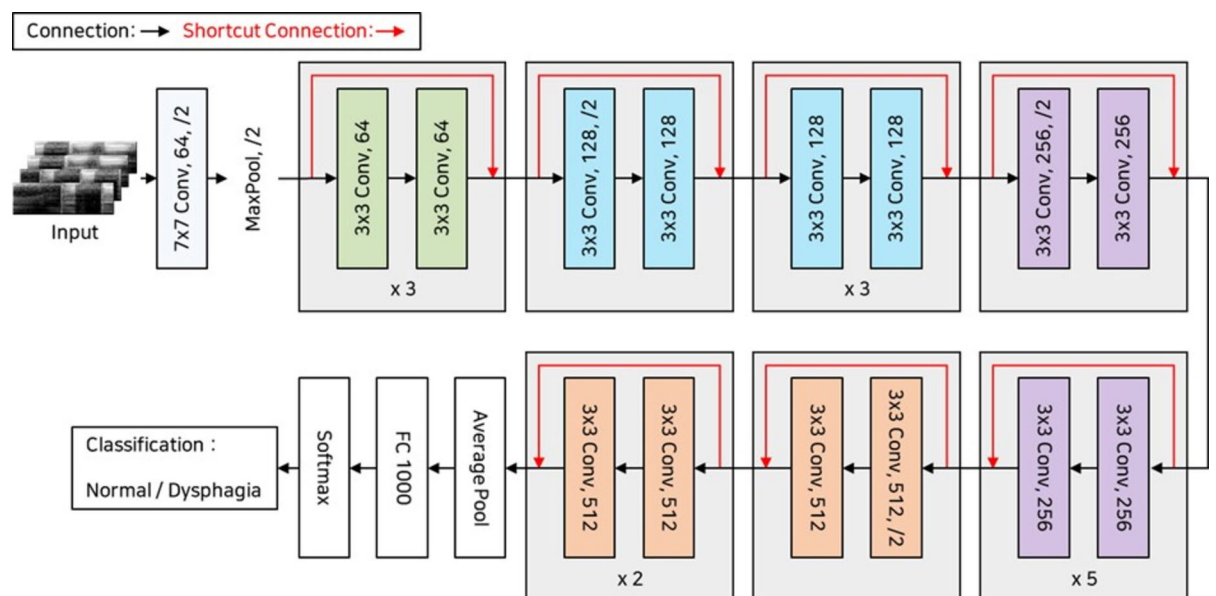 Connection: Shortcut Connection:
Input
7x7 Conv, 64, /2
MaxPool, /2
3x3 Conv, 64
3x3 Conv, 64
x 3
3x3 Conv, 128, /2
3x3 Conv, 128
3x3 Conv, 128
3x3 Conv, 128
x 3
3x3 Conv, 256, /2
3x3 Conv, 256
3x3 Conv, 256
3x3 Conv, 256
x 5
3x3 Conv, 512, /2
3x3 Conv, 512
3x3 Conv, 512
3x3 Conv, 512
x 2
Average Pool
FC 1000
Softmax
Classification :
Normal / Dysphagia